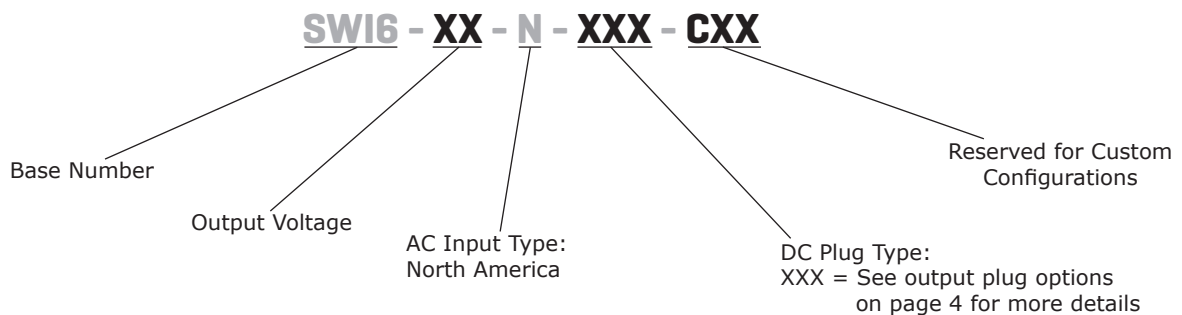 SWI6 - XX - N - XXX - CXX
Base Number
Output Voltage
AC Input Type:
North America
DC Plug Type:
XXX = See output plug options
on page 4 for more details
Reserved for Custom
Configurations